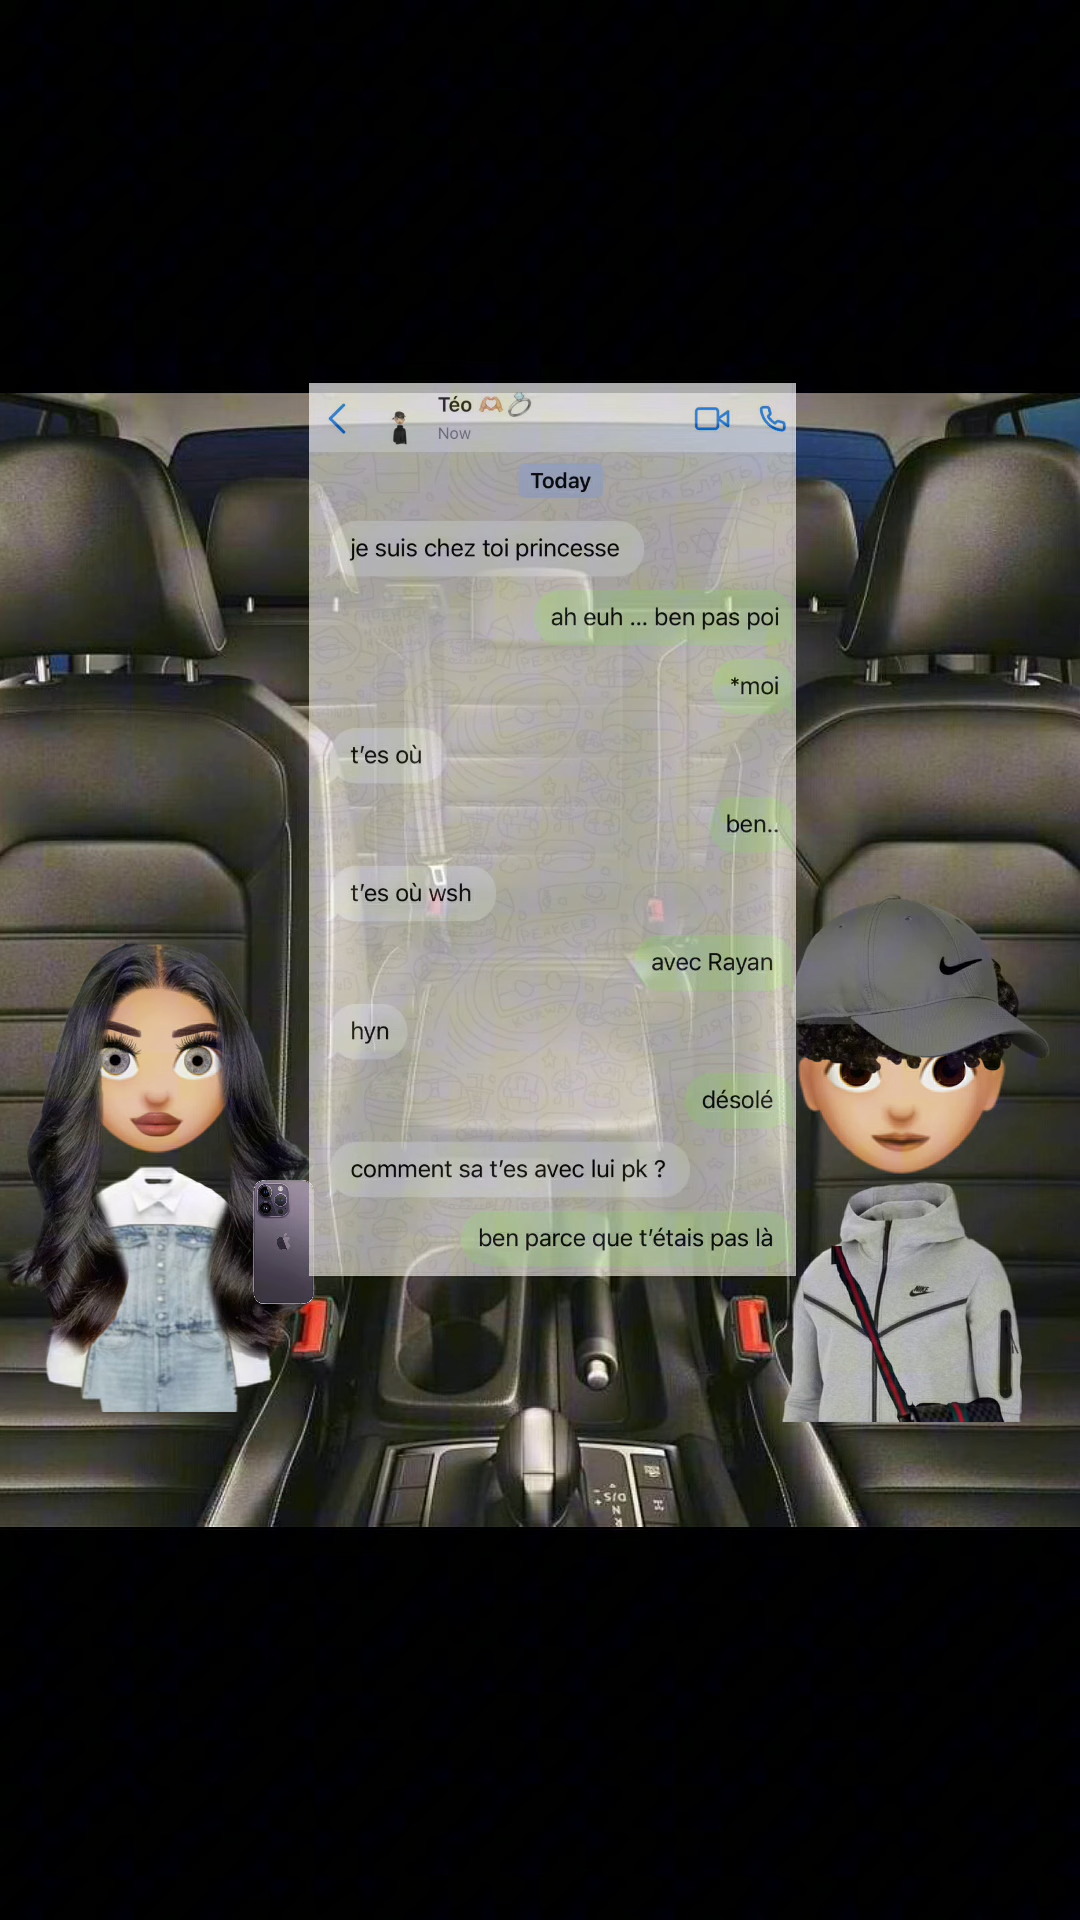 Téo 🫶🏼💍
Now
Today
je suis chez toi princesse
ah euh ... ben pas poi
*moi
t’es où
ben..
t’es où wsh
avec Rayan
hyn
désolé
comment sa t’es avec lui pk ?
ben parce que t’étais pas là
NIKE
D/S
+
-
N
R